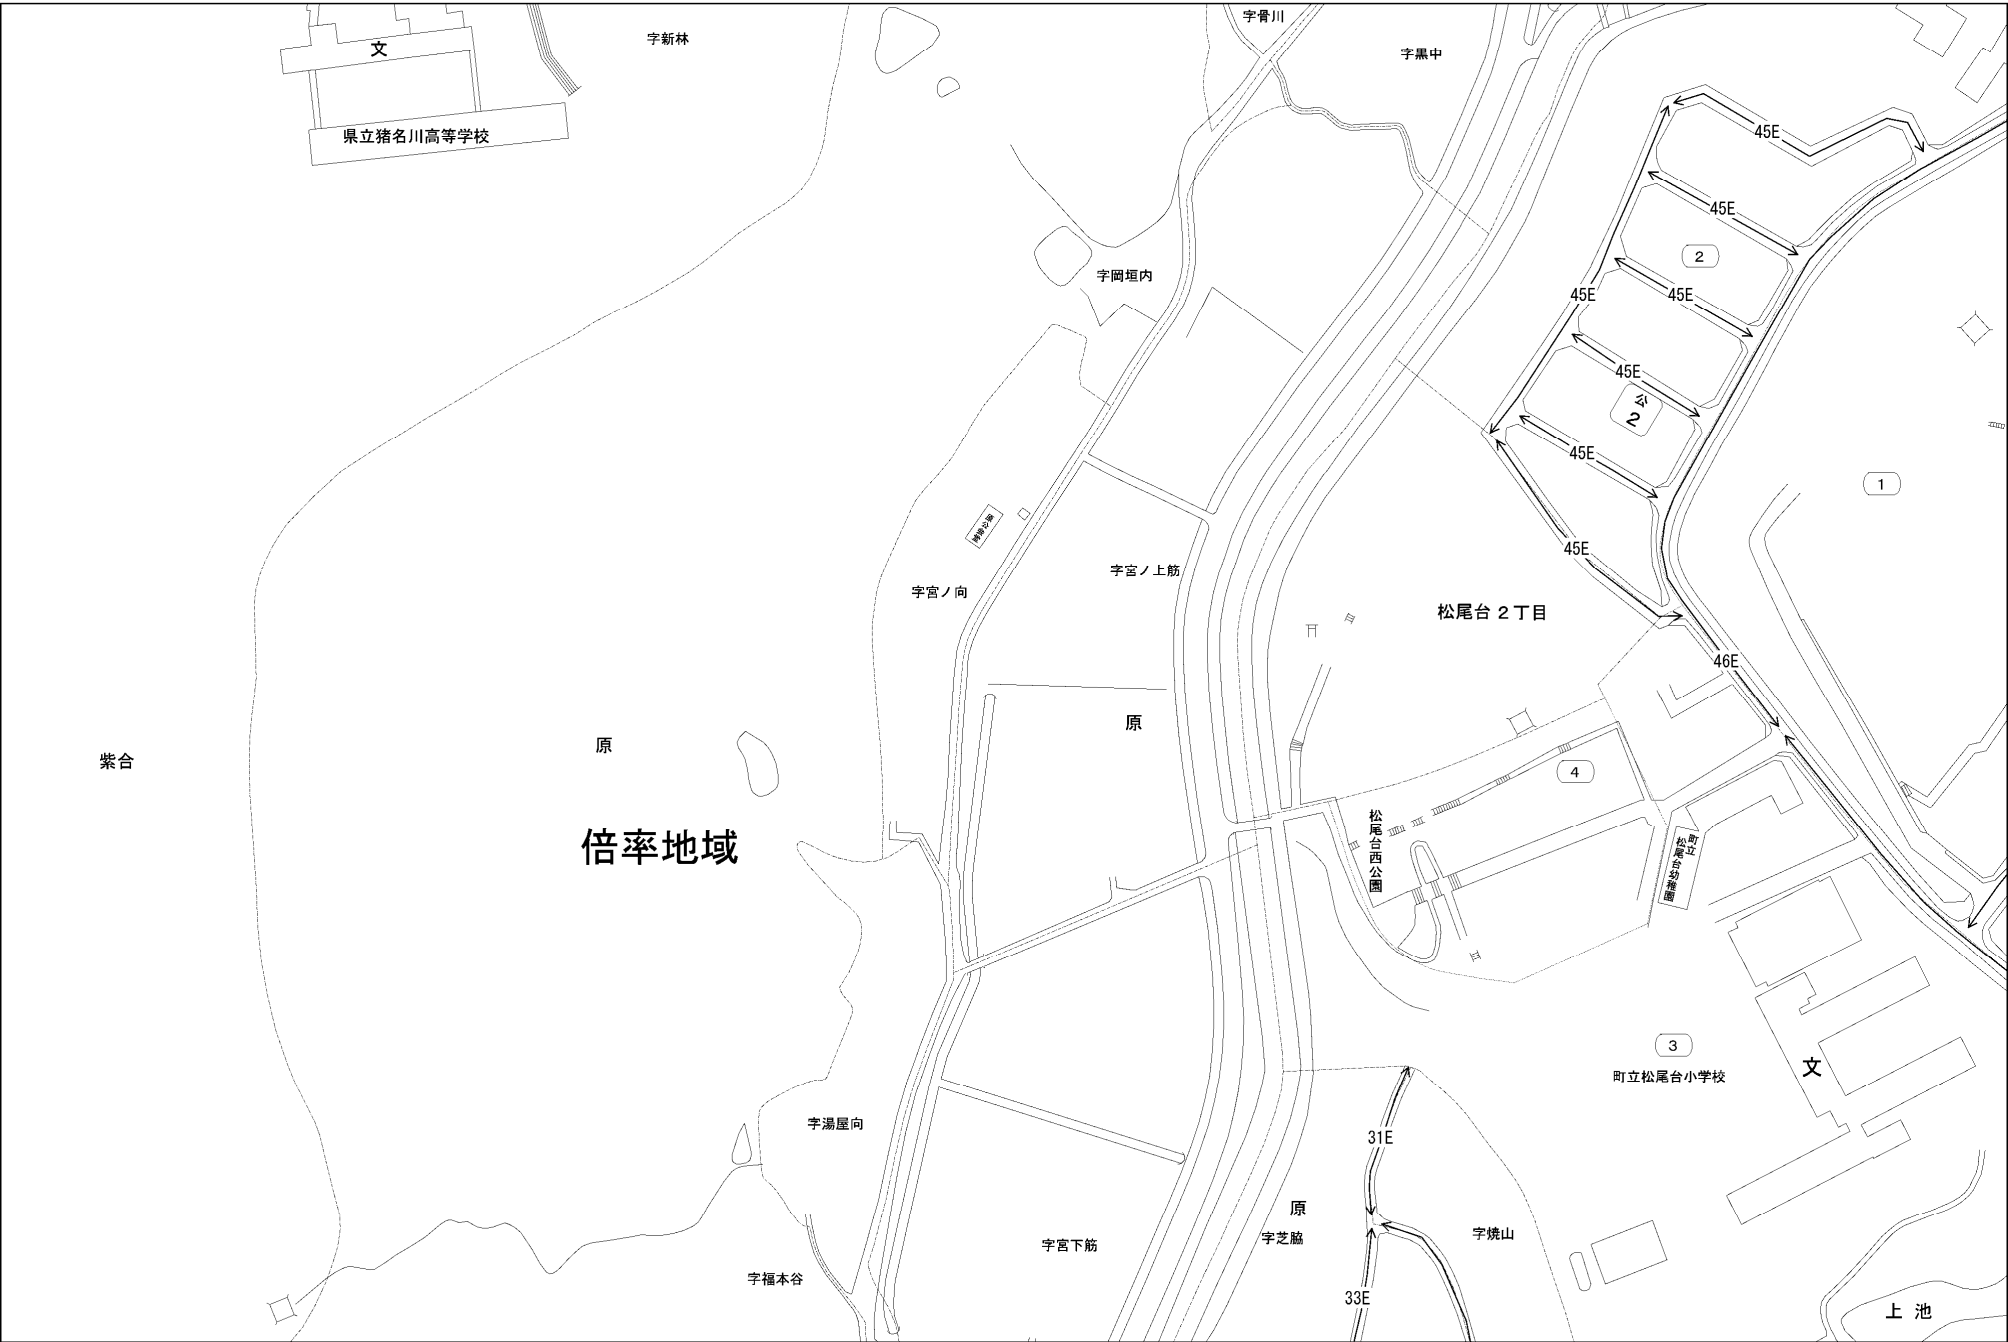 字骨川
字新林
文
字黒中
県立猪名川高等学校
45E
45E
2
字岡垣内
45E
45E
45E
公
2
45E
1
45E
字宮ノ上筋
字宮ノ向
松尾台 2丁目
46E
原
原
紫合
4
倍率地域
松尾台西公園
町立
松尾台幼稚園
3
町立松尾台小学校
文
字湯屋向
31E
原
字焼山
字芝脇
字宮下筋
字福本谷
33E
上 池